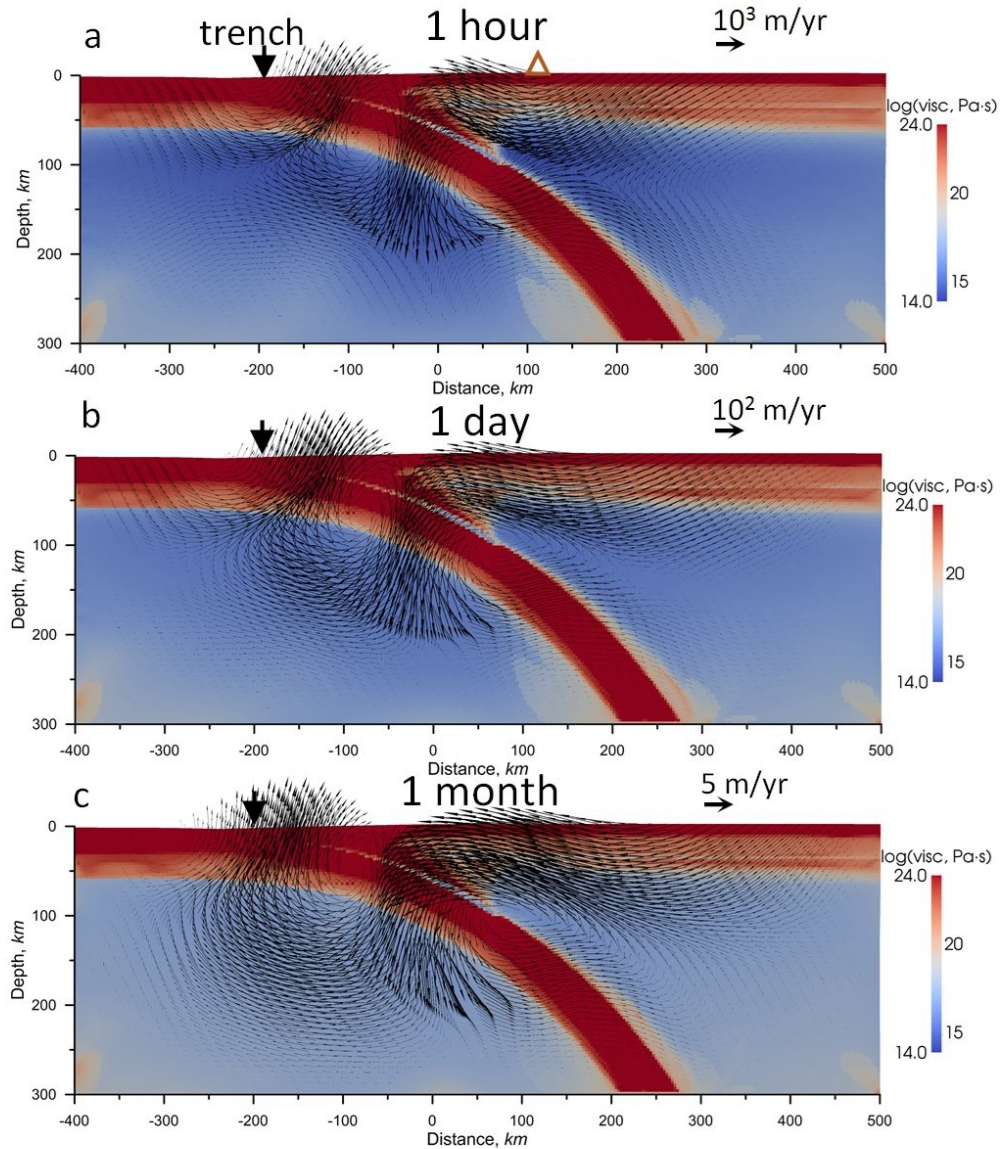 a
trench
1 hour
10³ m/yr
0
100
200
300
Depth, km
-400 -300 -200 -100 0 100 200 300 400 500
Distance, km
log(visc, Pa·s)
24.0
20
15
14.0
b
1 day
10² m/yr
0
100
200
300
Depth, km
-400 -300 -200 -100 0 100 200 300 400 500
Distance, km
log(visc, Pa·s)
24.0
20
15
14.0
c
1 month
5 m/yr
0
100
200
300
Depth, km
-400 -300 -200 -100 0 100 200 300 400 500
Distance, km
log(visc, Pa·s)
24.0
20
15
14.0